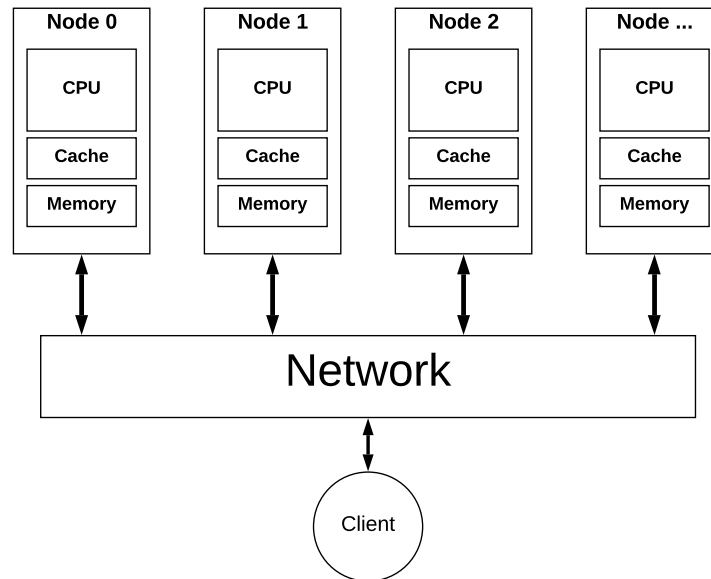 Node 0
Node 1
Node 2
Node ...
CPU
CPU
CPU
CPU
Cache
Cache
Cache
Cache
Memory
Memory
Memory
Memory
Network
Client